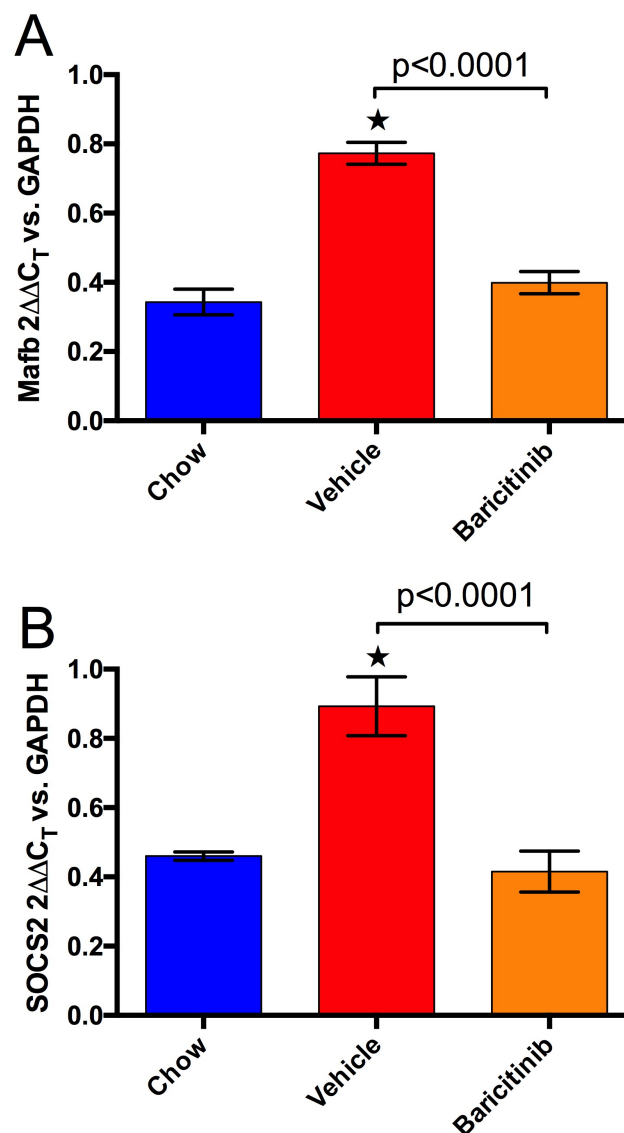 A
p<0.0001
★
Mafb 2ΔΔCT vs. GAPDH
1.0
0.8
0.6
0.4
0.2
0.0
Chow
Vehicle
Baricitinib
B
p<0.0001
★
SOCS2 2ΔΔCT vs. GAPDH
1.0
0.8
0.6
0.4
0.2
0.0
Chow
Vehicle
Baricitinib